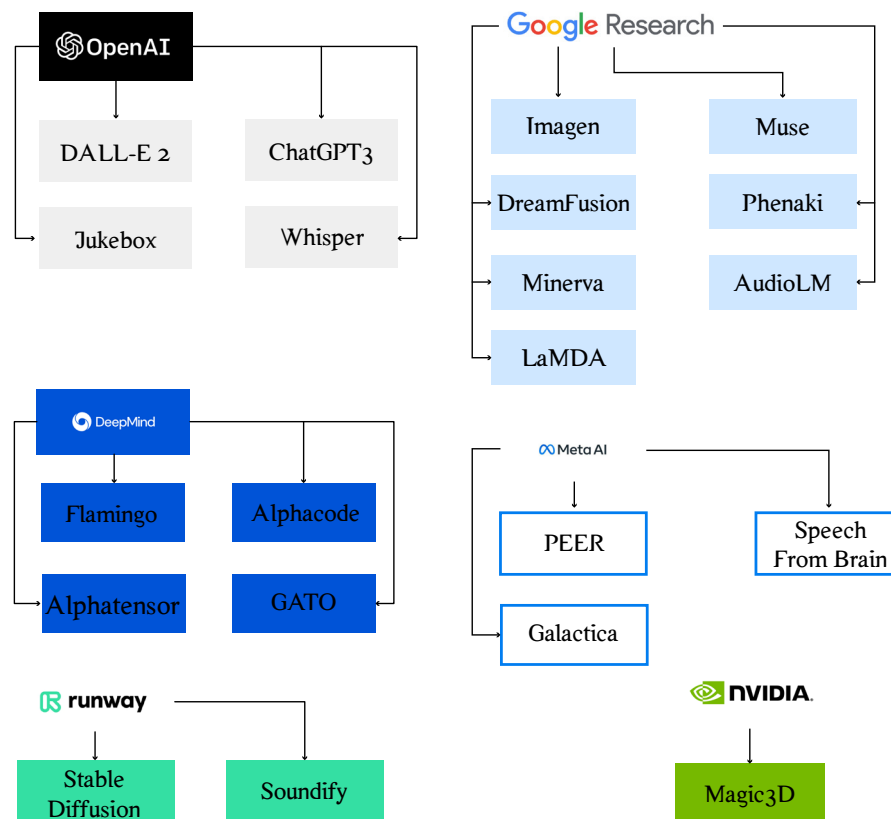 OpenAI
DALL-E 2
ChatGPT3
Jukebox
Whisper
Google Research
Imagen
Muse
DreamFusion
Phenaki
Minerva
AudioLM
LaMDA
DeepMind
Flamingo
Alphacode
Alphatensor
GATO
Meta AI
PEER
Speech
From Brain
Galactica
runway
Stable
Diffusion
Soundify
NVIDIA.
Magic3D